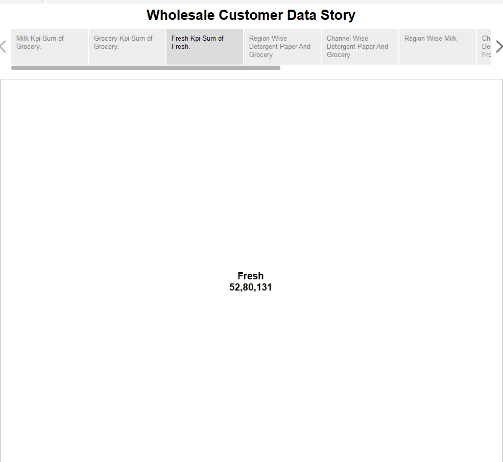 Wholesale Customer Data Story
Milk Kpi-Sum of
Grocery.
Grocery-Kpi-Sum of
Grocery.
Fresh Kpi-Sum of
Fresh.
Region-Wise
Detergent Paper And
Grocery
Channel Wise
Detergent Paper And
Grocery
Region Wise Milk
Fresh
52,80,131